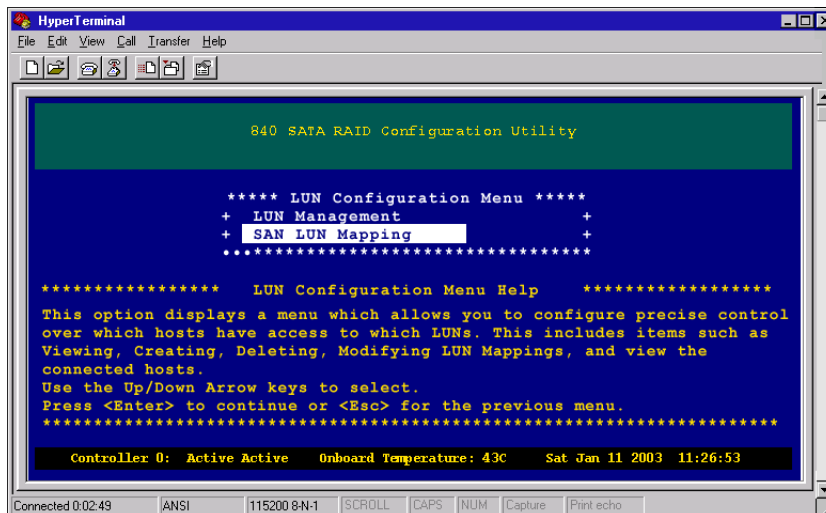 HyperTerminal
File Edit View Call Transfer Help
840 SATA RAID Configuration Utility
***** LUN Configuration Menu *****
+ LUN Management +
+ SAN LUN Mapping +
...********************************
***************** LUN Configuration Menu Help ******************
This option displays a menu which allows you to configure precise control
over which hosts have access to which LUNs. This includes items such as
Viewing, Creating, Deleting, Modifying LUN Mappings, and view the
connected hosts.
Use the Up/Down Arrow keys to select.
Press <Enter> to continue or <Esc> for the previous menu.
**********************************************************************
Controller 0: Active Active Onboard Temperature: 43C Sat Jan 11 2003 11:26:53
Connected 0:02:49 ANSI 115200 8-N-1 SCROLL CAPS NUM Capture Print echo